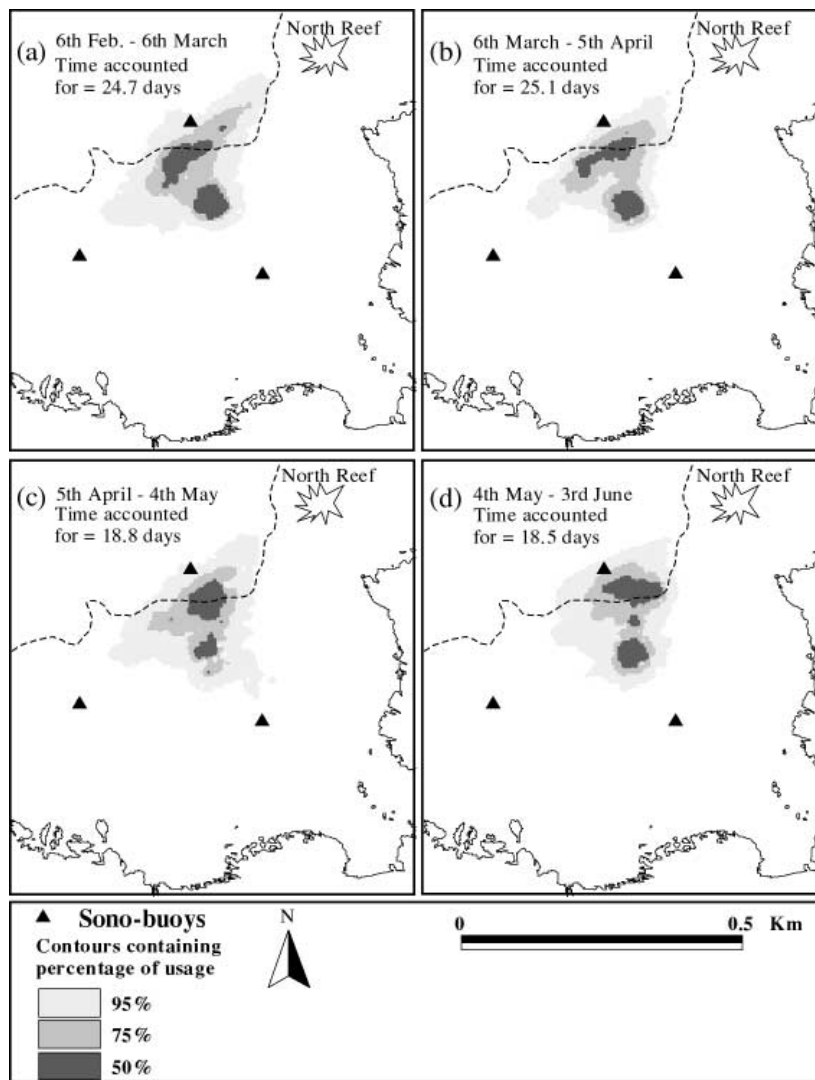 North Reef
(a) 6th Feb. - 6th March
Time accounted
for = 24.7 days
North Reef
(b) 6th March - 5th April
Time accounted
for = 25.1 days
North Reef
(c) 5th April - 4th May
Time accounted
for = 18.8 days
North Reef
(d) 4th May - 3rd June
Time accounted
for = 18.5 days
Sono-buoys
Contours containing
percentage of usage
95%
75%
50%
N
0 0.5 Km